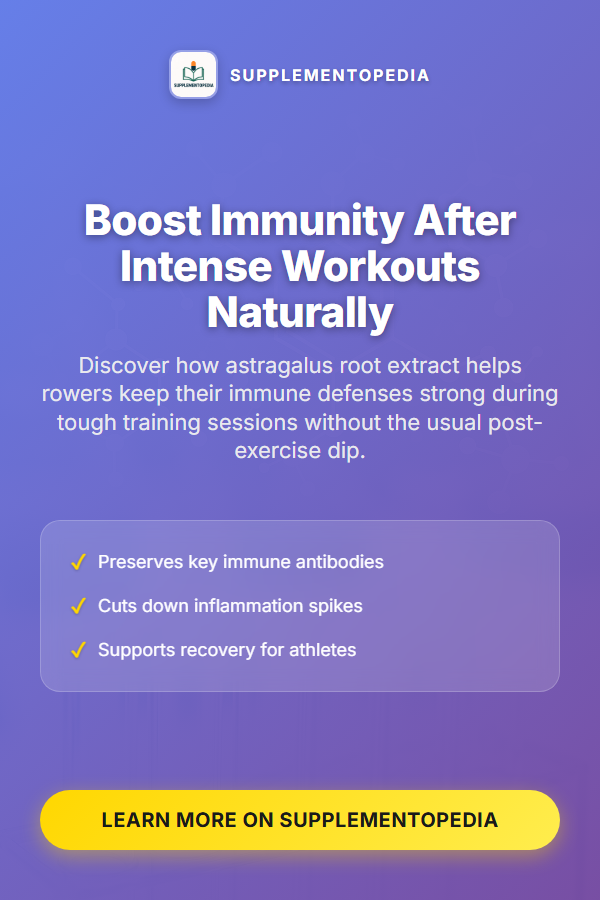 SUPPLEMENTOPEDIA
SUPPLEMENTOPEDIA
Boost Immunity After
Intense Workouts
Naturally
Discover how astragalus root extract helps
rowers keep their immune defenses strong during
tough training sessions without the usual post-
exercise dip.
✓ Preserves key immune antibodies
✓ Cuts down inflammation spikes
✓ Supports recovery for athletes
LEARN MORE ON SUPPLEMENTOPEDIA